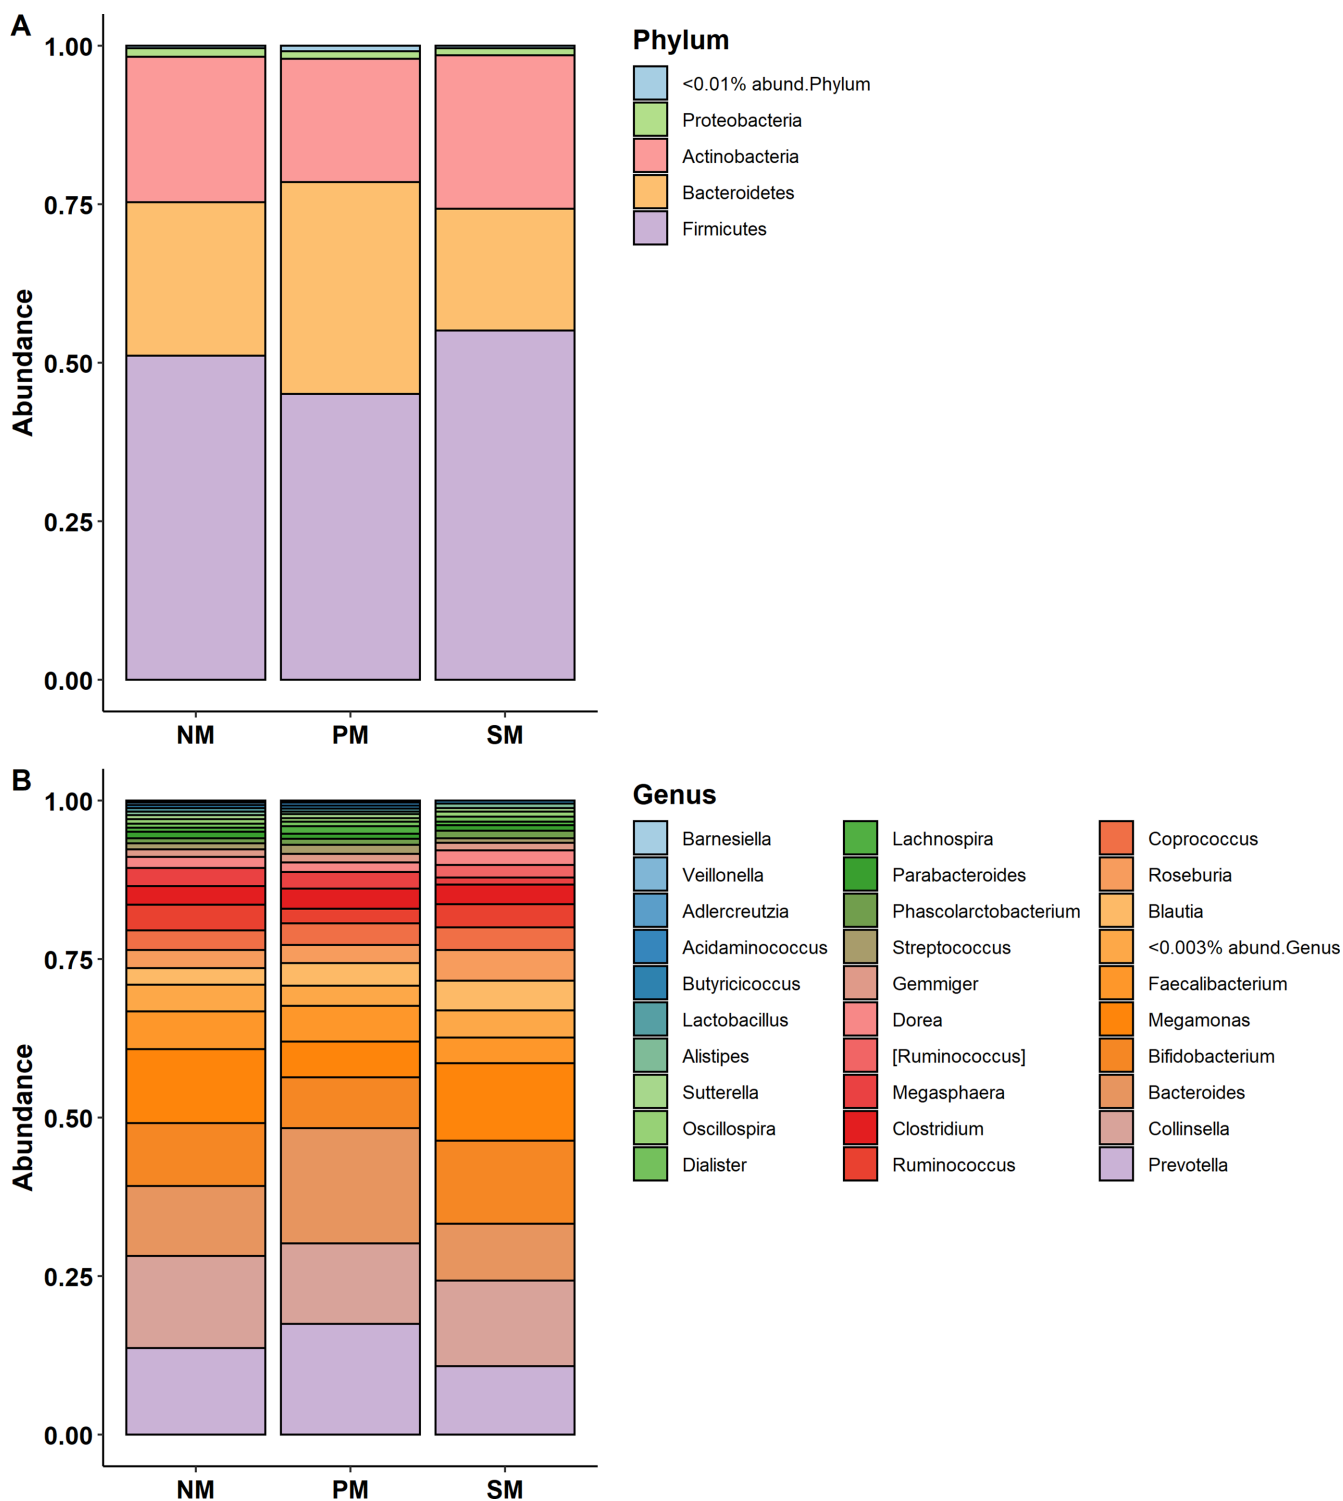 A
Phylum
1.00
0.75
0.50
0.25
0.00
Abundance
NM PM SM
<0.01% abund.Phylum
Proteobacteria
Actinobacteria
Bacteroidetes
Firmicutes
B
Genus
1.00
0.75
0.50
0.25
0.00
Abundance
NM PM SM
Barnesiella
Veillonella
Adlercreutzia
Acidaminococcus
Butyricicoccus
Lactobacillus
Alistipes
Sutterella
Oscillospira
Dialister
Lachnospira
Parabacteroides
Phascolarctobacterium
Streptococcus
Gemmiger
Dorea
[Ruminococcus]
Megasphaera
Clostridium
Ruminococcus
Coprococcus
Roseburia
Blautia
<0.003% abund.Genus
Faecalibacterium
Megamonas
Bifidobacterium
Bacteroides
Collinsella
Prevotella